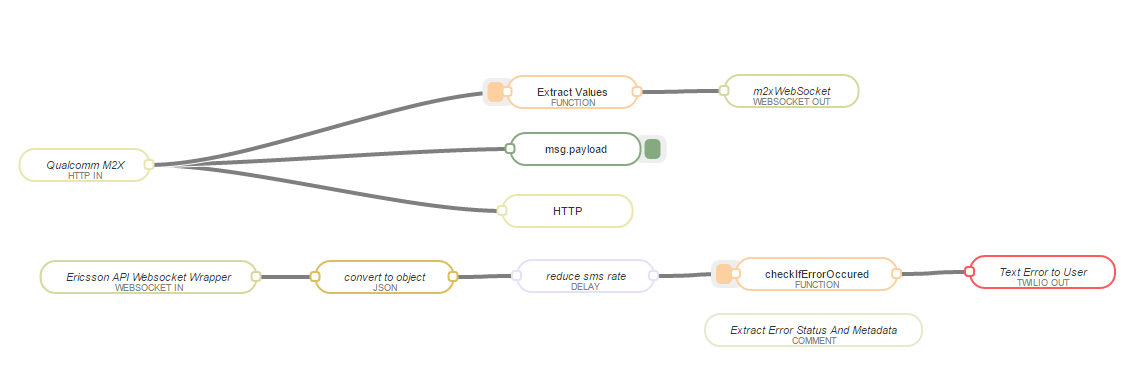 Extract Values
FUNCTION
m2xWebSocket
WEBSOCKET OUT
msg.payload
Qualcomm M2X
HTTP IN
HTTP
Ericsson API Websocket Wrapper
WEBSOCKET IN
convert to object
JSON
reduce sms rate
DELAY
checkIfErrorOccured
FUNCTION
Text Error to User
TWILIO OUT
Extract Error Status And Metadata
COMMENT